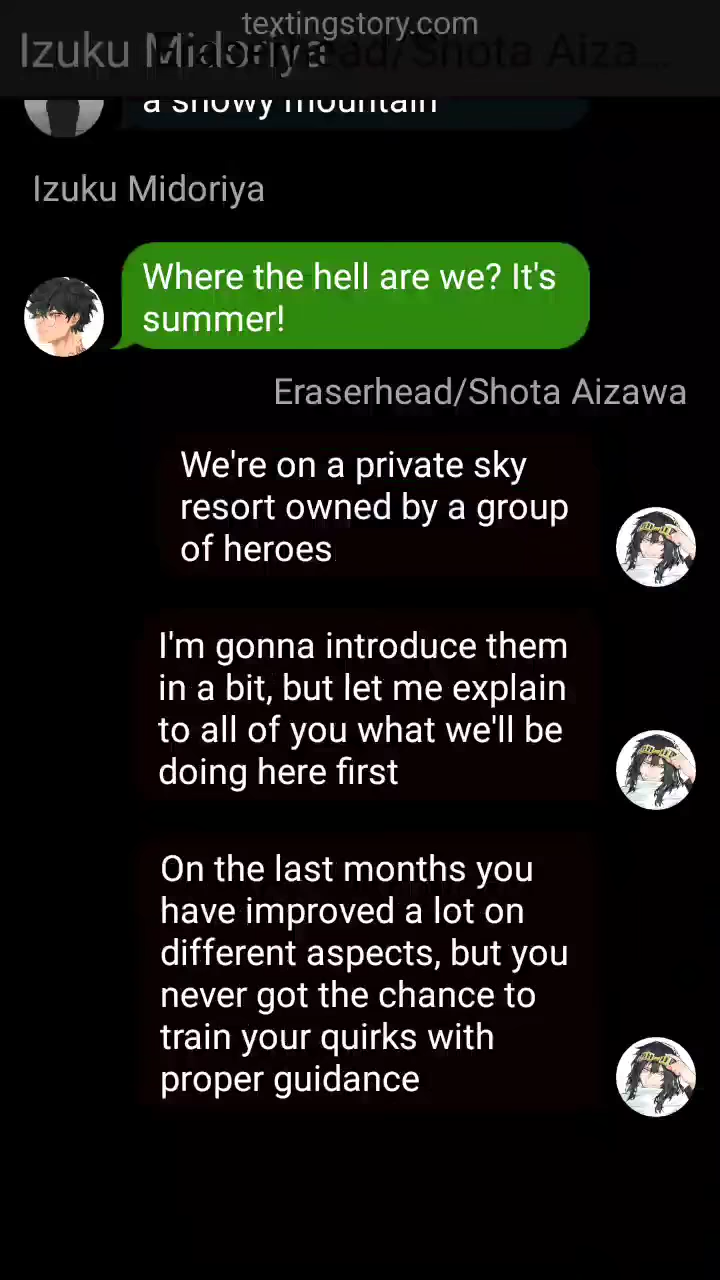 textingstory.com
Izuku Midoriya
Eraserhead/Shota Aiza...
a snowy mountain
Izuku Midoriya
Where the hell are we? It's
summer!
Eraserhead/Shota Aizawa
We're on a private sky
resort owned by a group
of heroes
I'm gonna introduce them
in a bit, but let me explain
to all of you what we'll be
doing here first
On the last months you
have improved a lot on
different aspects, but you
never got the chance to
train your quirks with
proper guidance